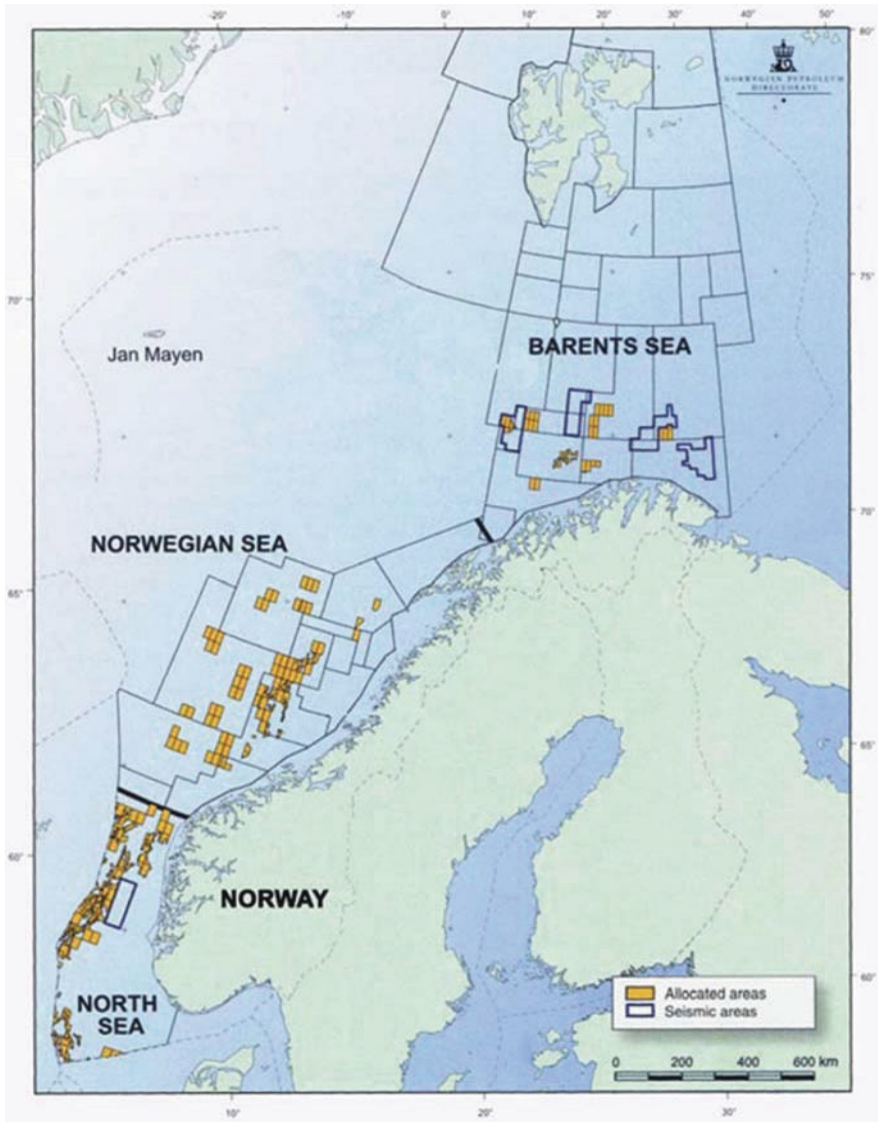 -20° -10° 0° 10° 20° 30° 40° 50°
80°
NORWEGIAN PETROLEUM
DIRECTORATE
75°
70°
Jan Mayen
BARENTS SEA
70°
NORWEGIAN SEA
65°
65°
60°
NORWAY
60°
NORTH
SEA
Allocated areas
Seismic areas
0 200 400 600 km
10° 20° 30°